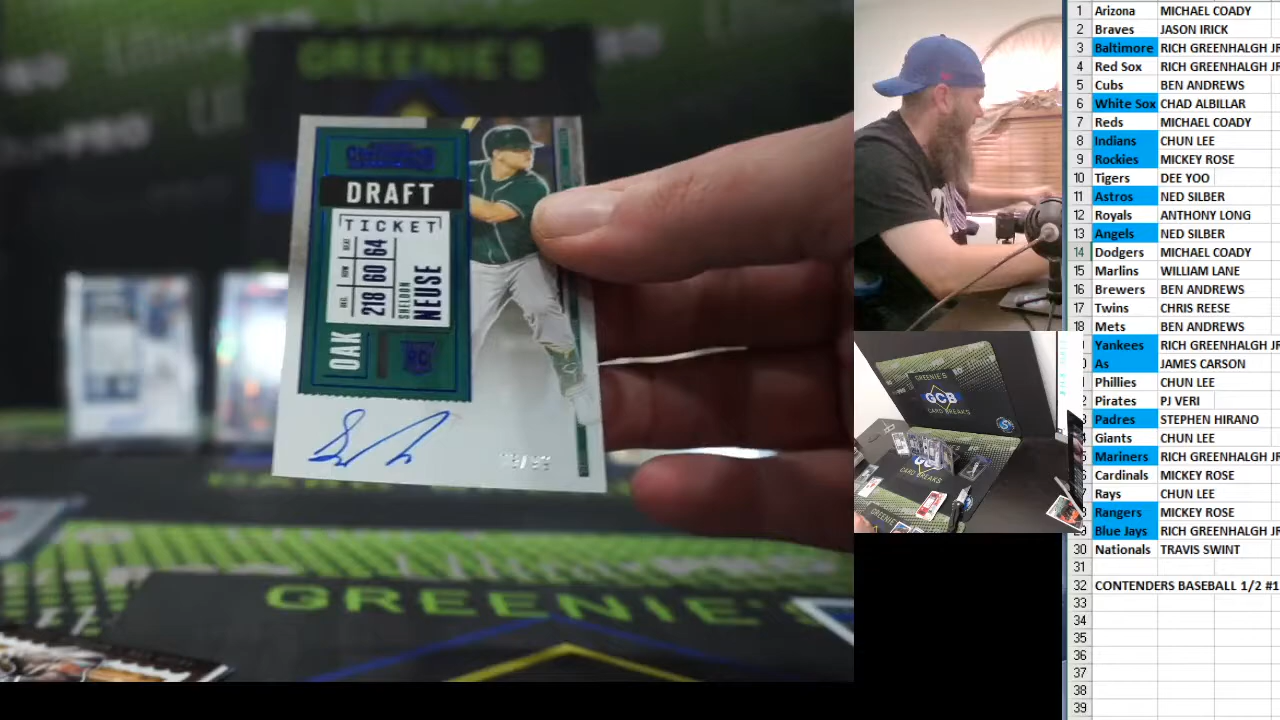 GREENIE'S
DRAFT
TICKET
218 60 64
SHELDON
NEUSE
OAK
RC
GREENIE'S
GREENIE'S
GCB
CARD BREAKS
CARD BREAKS
GREENIE
1 Arizona MICHAEL COADY
2 Braves JASON IRICK
3 Baltimore RICH GREENHALGH JR
4 Red Sox RICH GREENHALGH JR
5 Cubs BEN ANDREWS
6 White Sox CHAD ALBILLAR
7 Reds MICHAEL COADY
8 Indians CHUN LEE
9 Rockies MICKEY ROSE
10 Tigers DEE YOO
11 Astros NED SILBER
12 Royals ANTHONY LONG
13 Angels NED SILBER
14 Dodgers MICHAEL COADY
15 Marlins WILLIAM LANE
16 Brewers BEN ANDREWS
17 Twins CHRIS REESE
18 Mets BEN ANDREWS
Yankees RICH GREENHALGH JR
As JAMES CARSON
Phillies CHUN LEE
Pirates PJ VERI
Padres STEPHEN HIRANO
Giants CHUN LEE
Mariners RICH GREENHALGH JR
Cardinals MICKEY ROSE
Rays CHUN LEE
Rangers MICKEY ROSE
Blue Jays RICH GREENHALGH JR
30 Nationals TRAVIS SWINT
31
32 CONTENDERS BASEBALL 1/2 #1
33
34
35
36
37
38
39